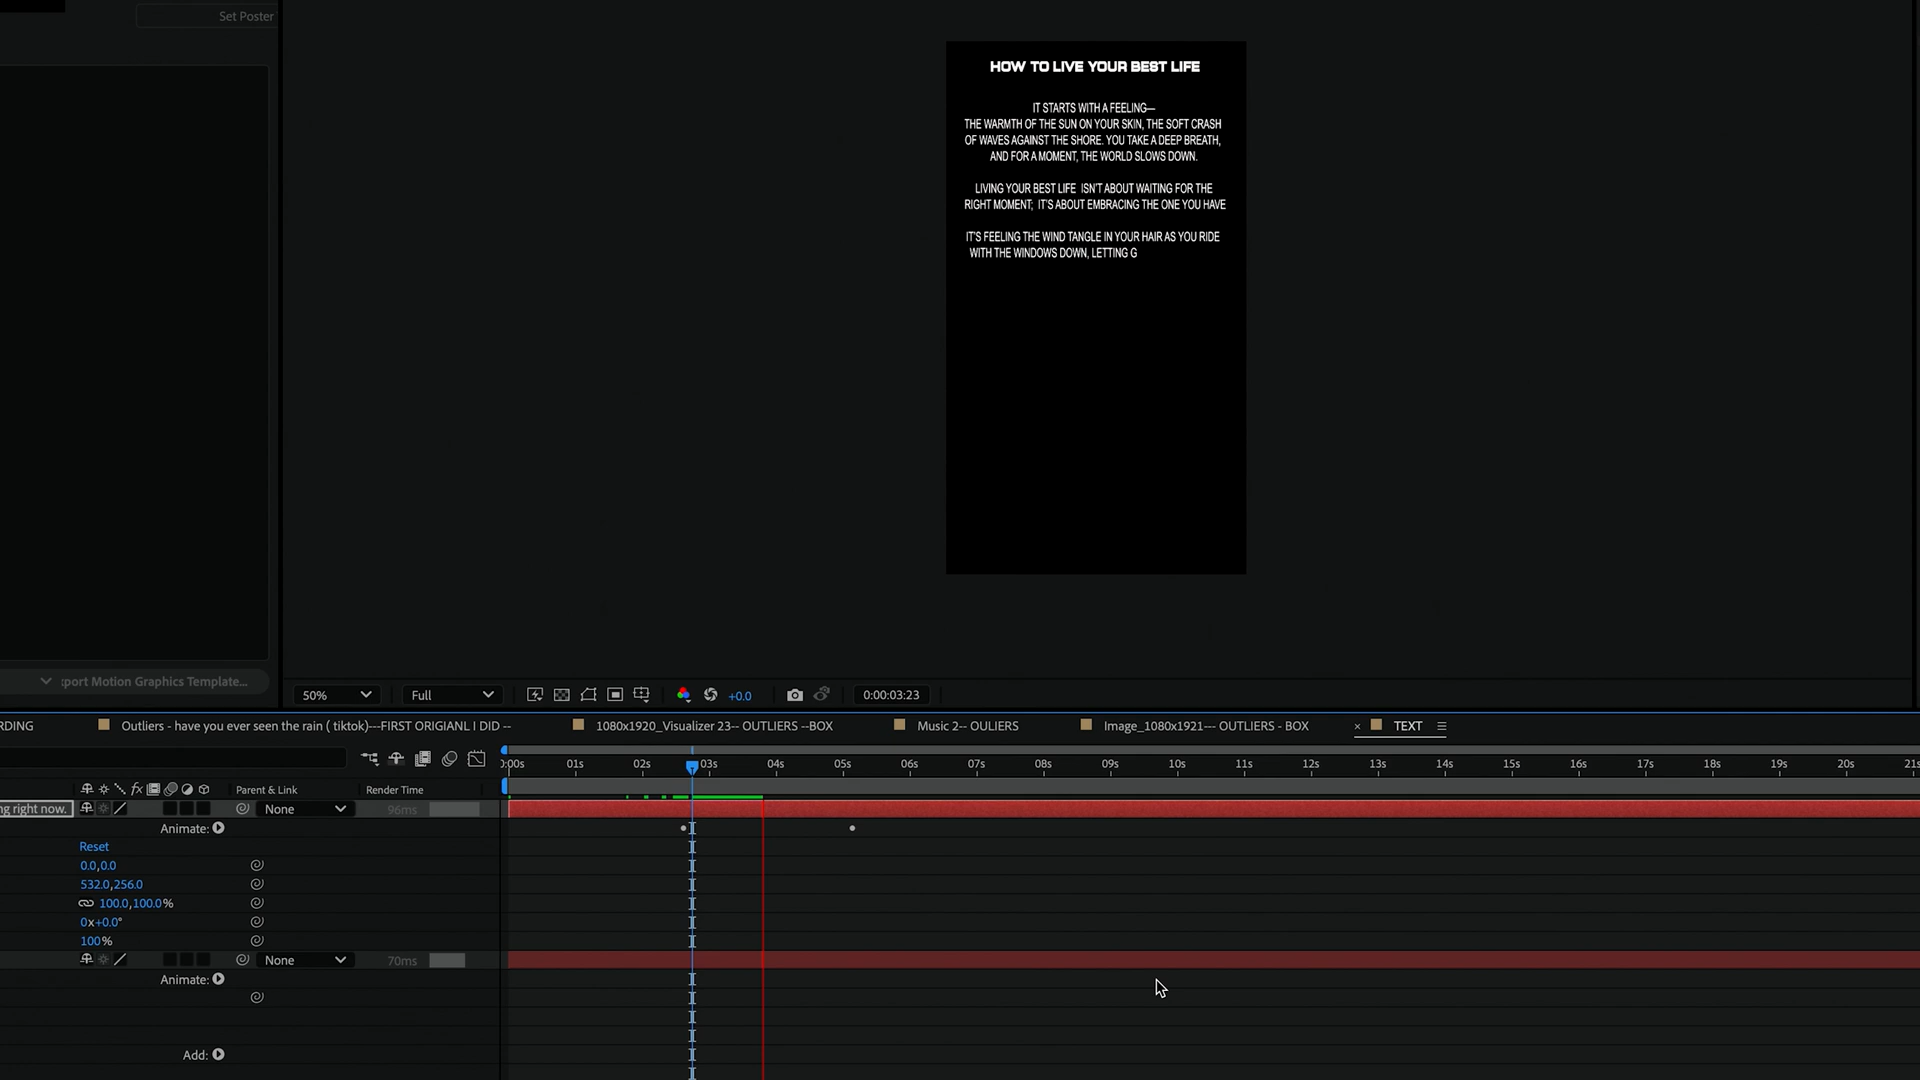 Set Poster
HOW TO LIVE YOUR BEST LIFE
IT STARTS WITH A FEELING—
THE WARMTH OF THE SUN ON YOUR SKIN, THE SOFT CRASH
OF WAVES AGAINST THE SHORE. YOU TAKE A DEEP BREATH,
AND FOR A MOMENT, THE WORLD SLOWS DOWN.
LIVING YOUR BEST LIFE  ISN'T ABOUT WAITING FOR THE
RIGHT MOMENT;  IT'S ABOUT EMBRACING THE ONE YOU HAVE
IT'S FEELING THE WIND TANGLE IN YOUR HAIR AS YOU RIDE
WITH THE WINDOWS DOWN, LETTING G
port Motion Graphics Template...
50% Full +0.0 0:00:03:23
RDING Outliers - have you ever seen the rain ( tiktok)---FIRST ORIGIANL I DID -- 1080x1920_Visualizer 23-- OUTLIERS --BOX Music 2-- OULIERS Image_1080x1921--- OUTLIERS - BOX × TEXT
:00s 01s 02s 03s 04s 05s 06s 07s 08s 09s 10s 11s 12s 13s 14s 15s 16s 17s 18s 19s 20s 21s
fx Parent & Link Render Time
ng right now. None 96ms
Animate:
Reset
0.0,0.0
532.0,256.0
100.0,100.0%
0x+0.0°
100%
None 70ms
Animate:
Add: